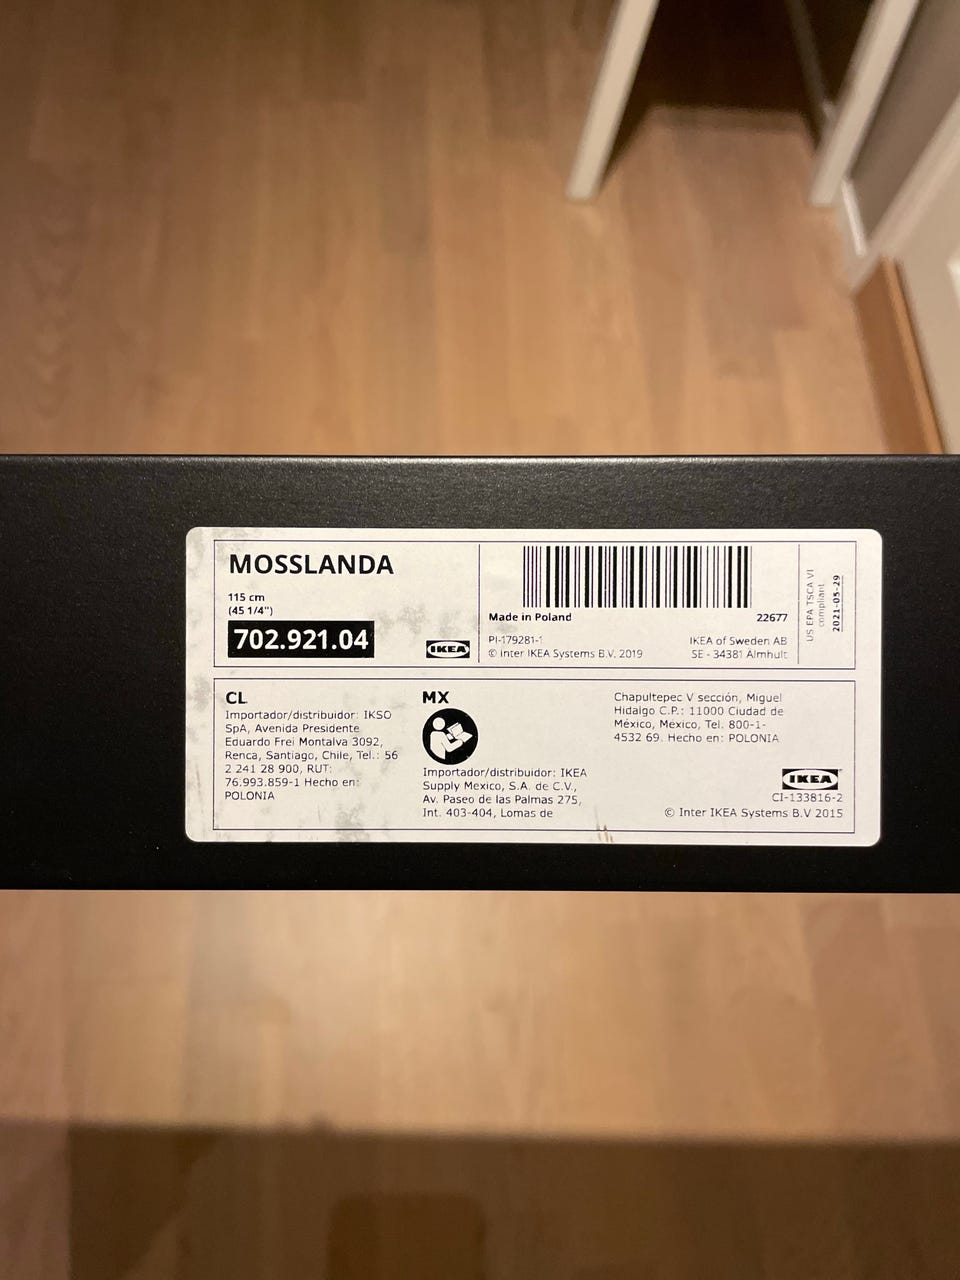 MOSSLANDA
115 cm
(45 1/4")
702.921.04
IKEA
Made in Poland 22677
PI-179281-1 IKEA of Sweden AB
© Inter IKEA Systems B.V. 2019 SE - 34381 Älmhult
US EPA TSCA VI
compliant
2021-05-29
CL
Importador/distribuidor: IKSO
SpA, Avenida Presidente
Eduardo Frei Montalva 3092,
Renca, Santiago, Chile, Tel.: 56
2 241 28 900, RUT:
76.993.859-1 Hecho en:
POLONIA
MX
Importador/distribuidor: IKEA
Supply Mexico, S.A. de C.V.,
Av. Paseo de las Palmas 275,
Int. 403-404, Lomas de
Chapultepec V sección, Miguel
Hidalgo C.P.: 11000 Ciudad de
México, México, Tel. 800-1-
4532 69. Hecho en: POLONIA
IKEA
CI-133816-2
© Inter IKEA Systems B.V 2015